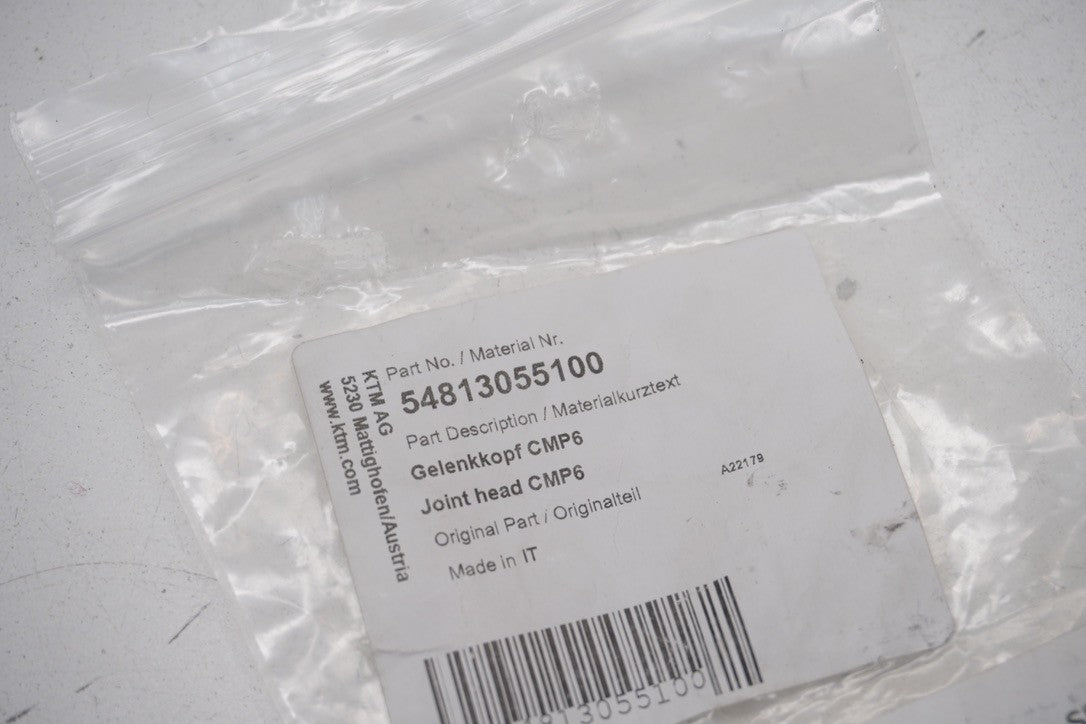 KTM AG
5230 Mattighofen/Austria
www.ktm.com
Part No. / Material Nr.
54813055100
Part Description / Materialkurztext
Gelenkkopf CMP6
Joint head CMP6
A22179
Original Part / Originalteil
Made in IT
813055100